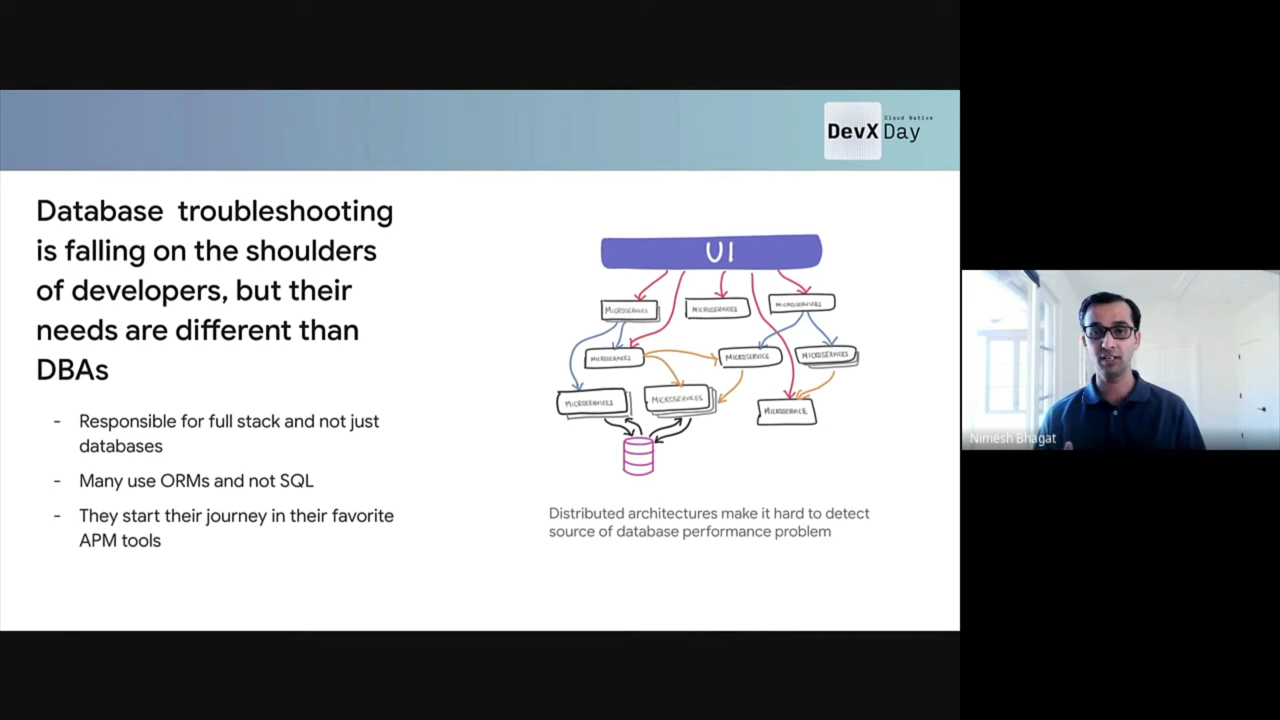 Cloud Native
DevX Day
Database troubleshooting
is falling on the shoulders
of developers, but their
needs are different than
DBAs
- Responsible for full stack and not just
databases
- Many use ORMs and not SQL
- They start their journey in their favorite
APM tools
UI
MICROSERVICES
MICROSERVICES
MICROSERVICES
MICROSERVICES
MICROSERVICE
MICROSERVICES
MICROSERVICES
MICROSERVICES
MICROSERVICE
Distributed architectures make it hard to detect
source of database performance problem
Nimesh Bhagat